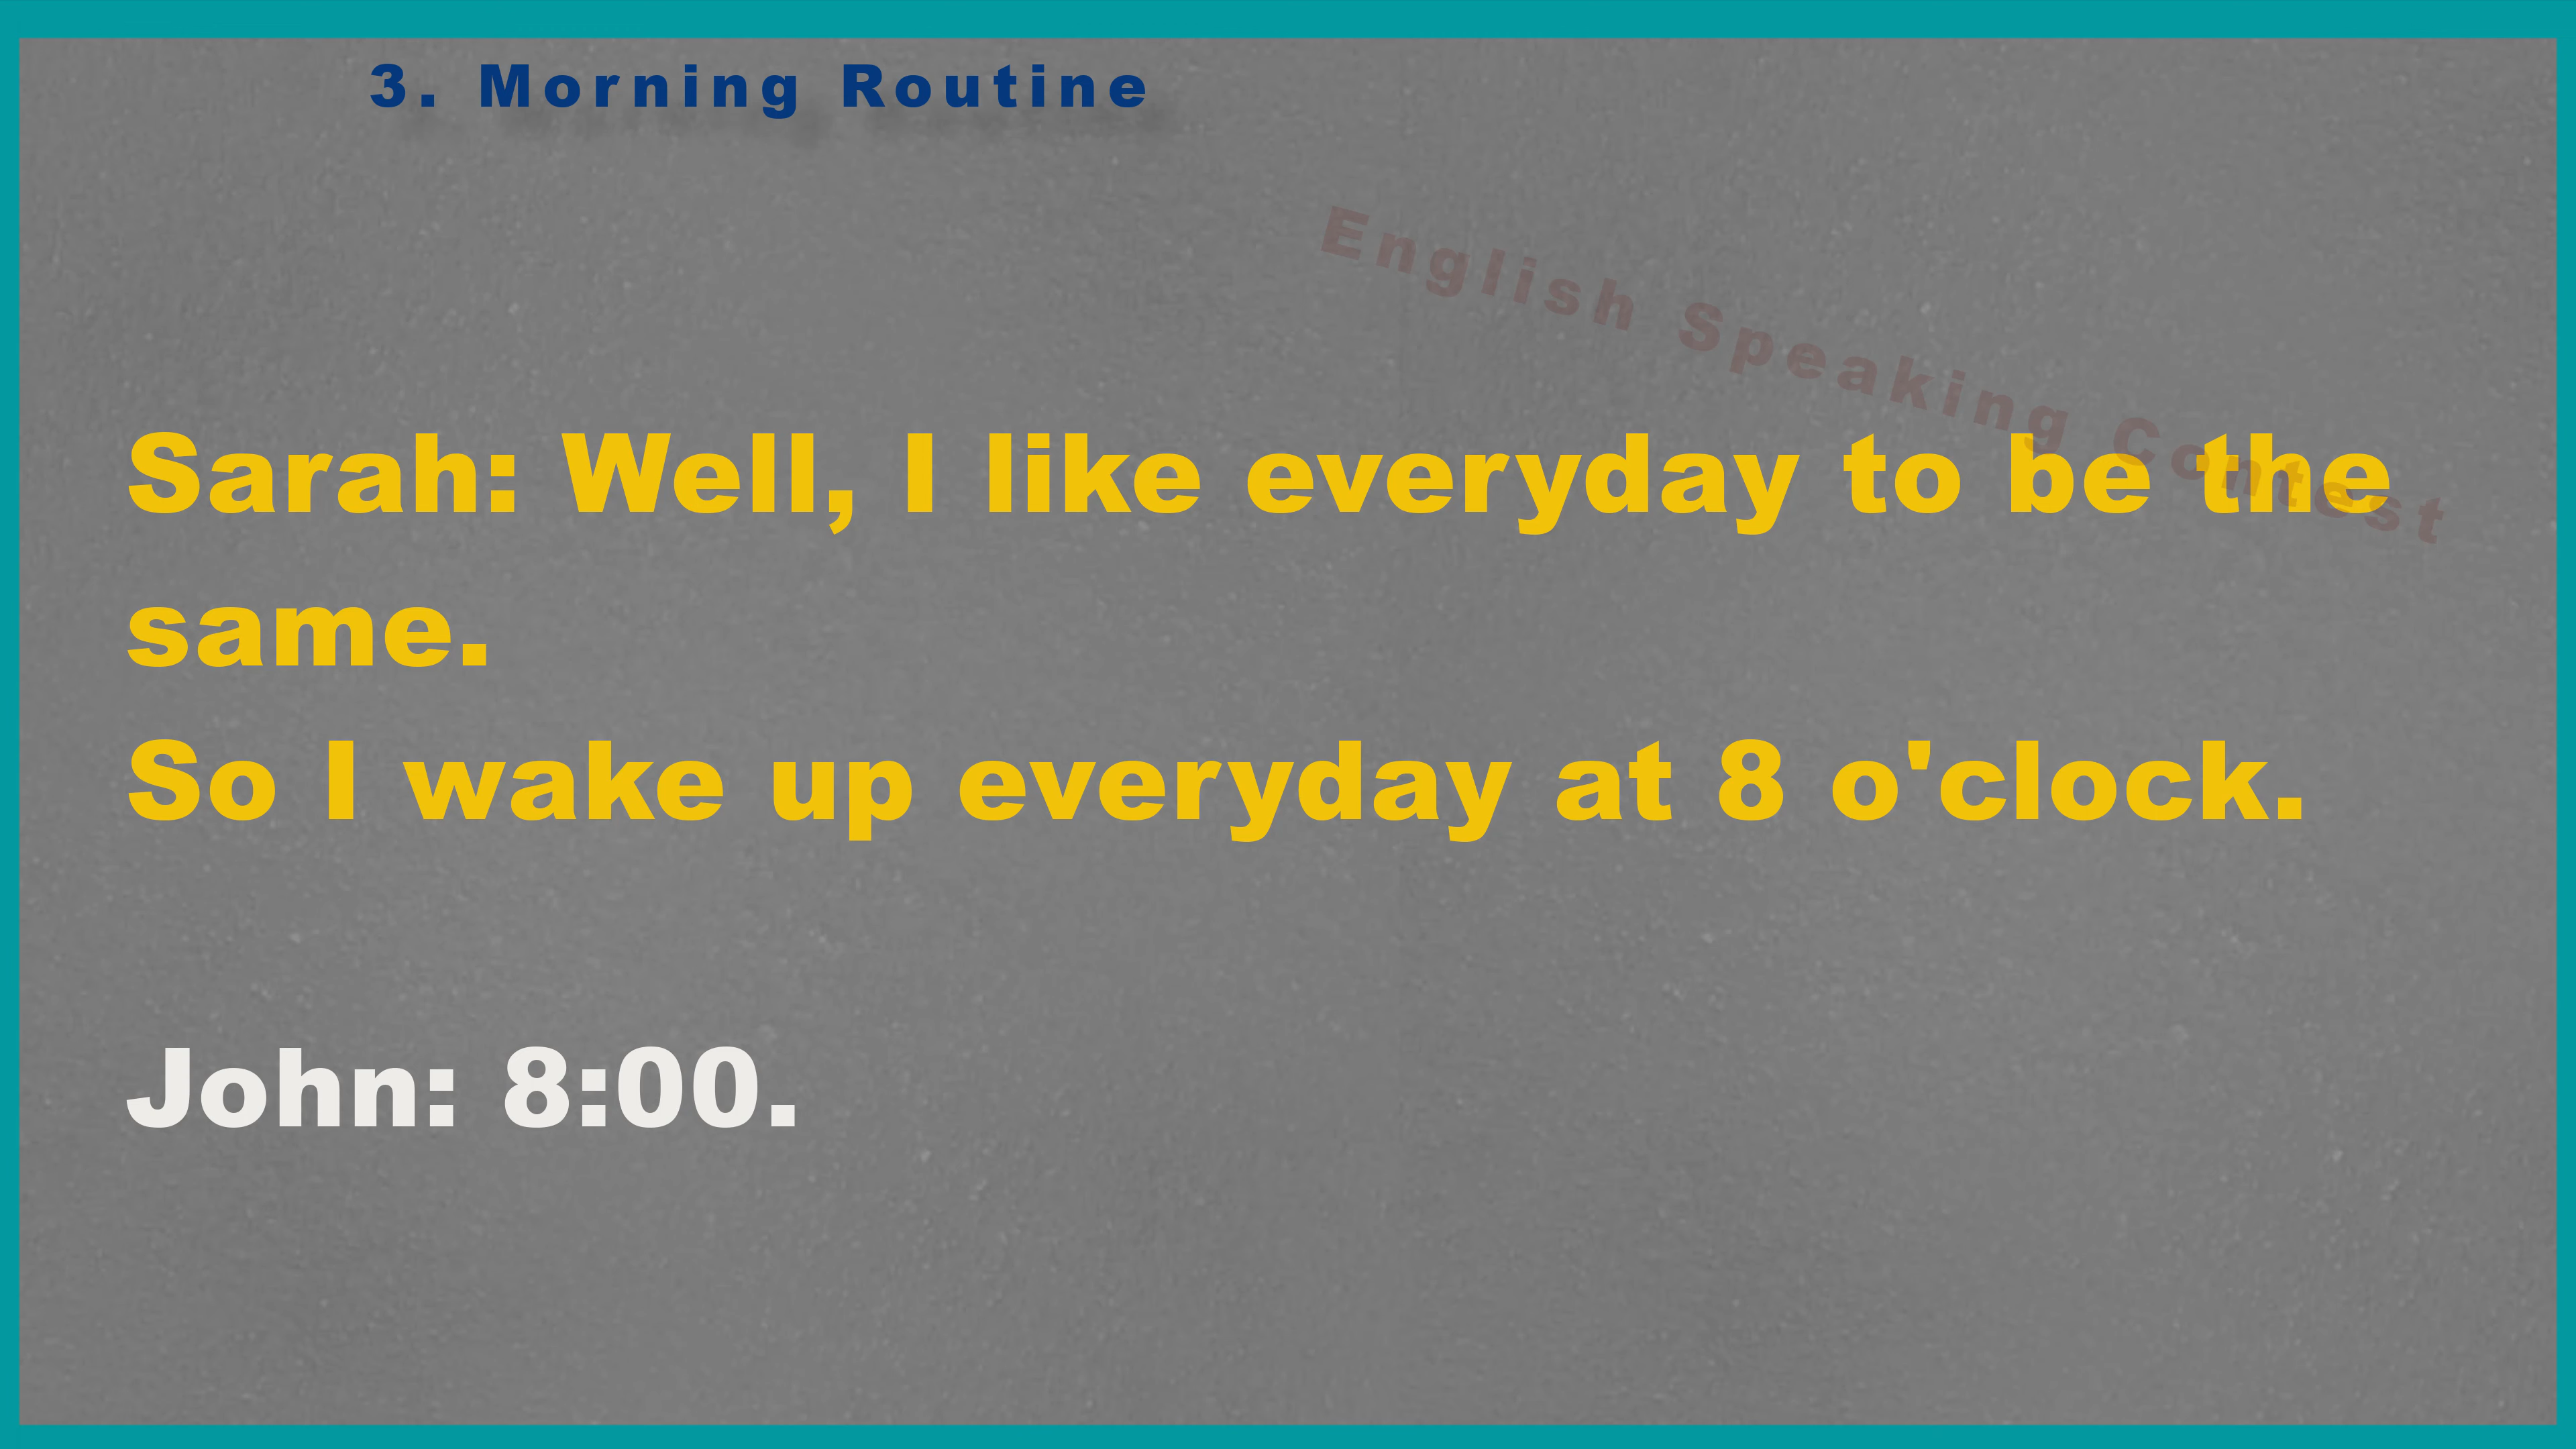 3. Morning Routine
English Speaking Contest
Sarah: Well, I like everyday to be the
same.
So I wake up everyday at 8 o'clock.
John: 8:00.